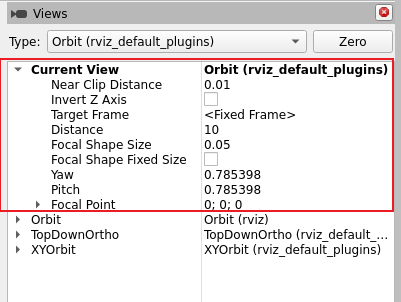 Views
Type: Orbit (rviz_default_plugins) Zero
Current View Orbit (rviz_default_plugins)
Near Clip Distance 0.01
Invert Z Axis
Target Frame <Fixed Frame>
Distance 10
Focal Shape Size 0.05
Focal Shape Fixed Size
Yaw 0.785398
Pitch 0.785398
Focal Point 0; 0; 0
Orbit Orbit (rviz)
TopDownOrtho TopDownOrtho (rviz_default_...
XYOrbit XYOrbit (rviz_default_plugins)